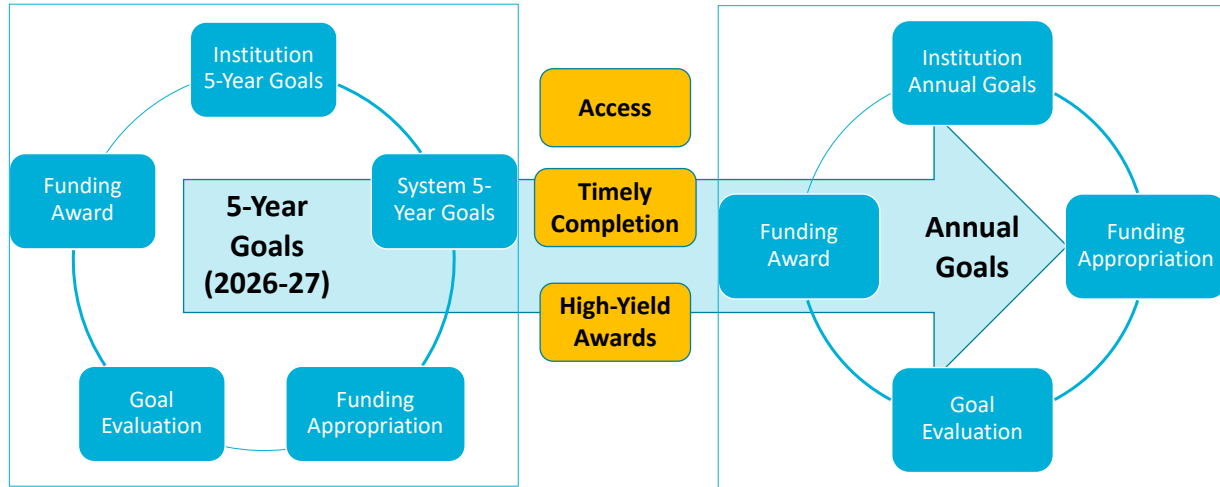 Institution
5-Year Goals
System 5-
Year Goals
Funding
Appropriation
Goal
Evaluation
Funding
Award
5-Year
Goals
(2026-27)
Access
Timely
Completion
High-Yield
Awards
Institution
Annual Goals
Funding
Appropriation
Goal
Evaluation
Funding
Award
Annual
Goals